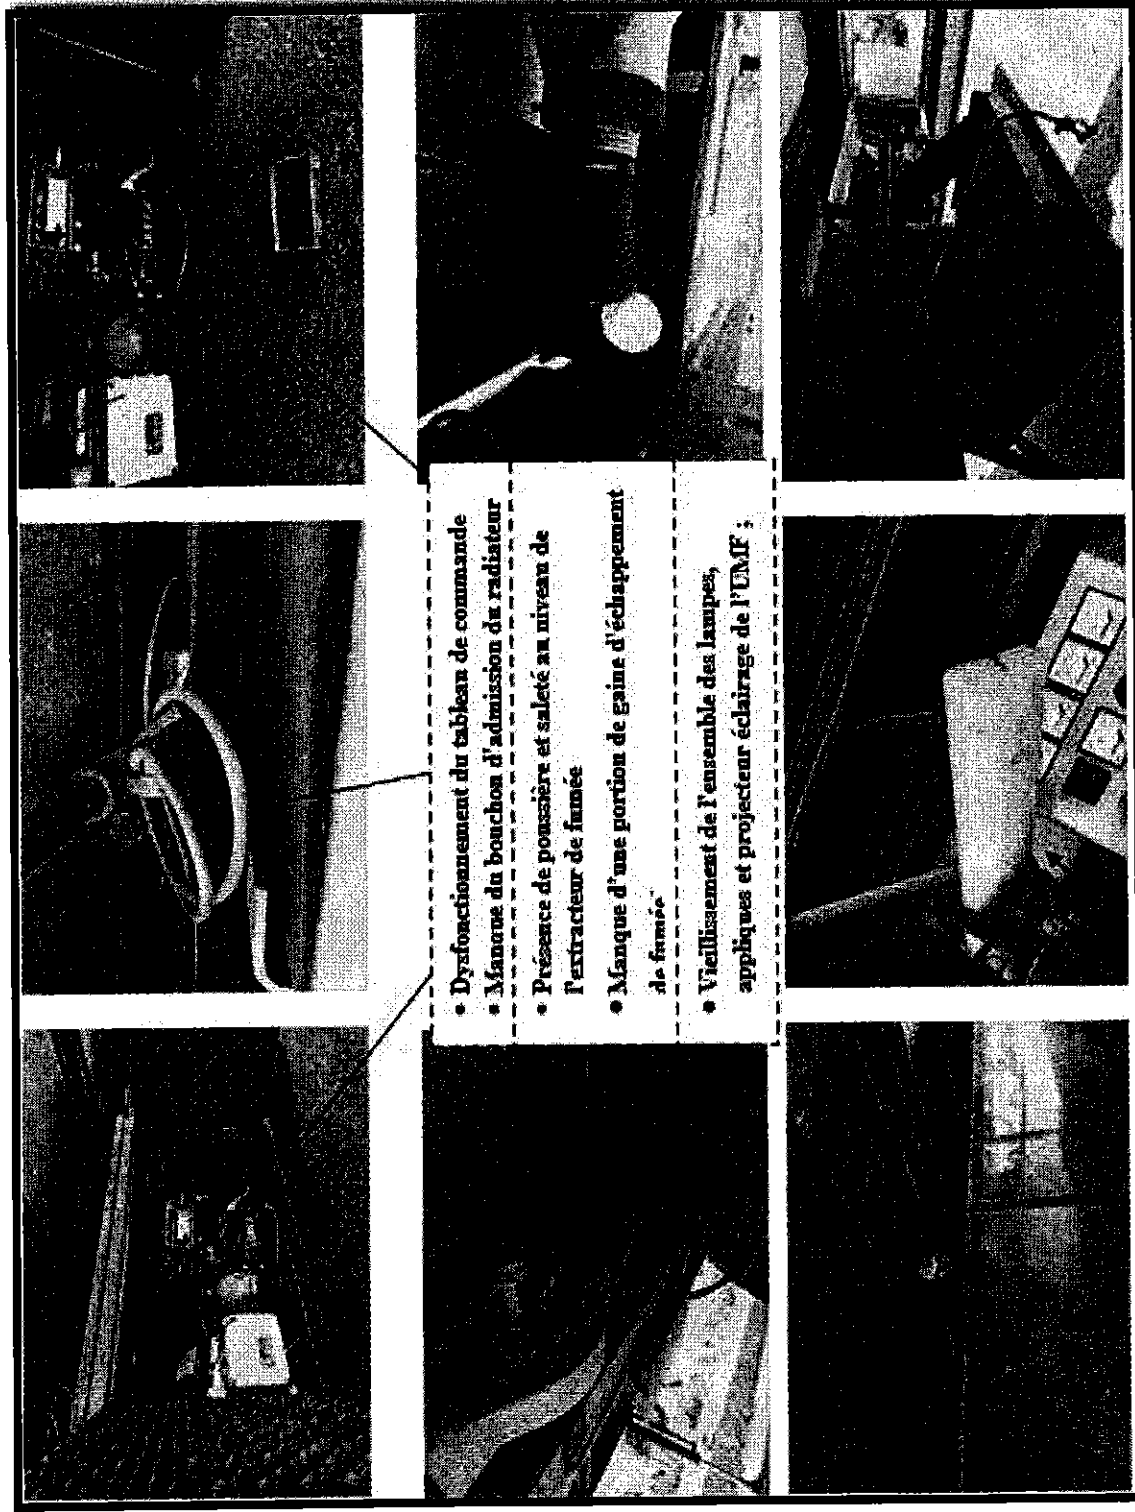 • Dysfonctionnement du tableau de commande
• Manque du bouchon d'admission du radiateur
• Présence de poussière et saleté au niveau de
l'extracteur de fumée
• Manque d'une portion de gaine d'échappement
de fumée
• Vieillissement de l'ensemble des lampes,
appliques et projecteur éclairage de l'UMF ;